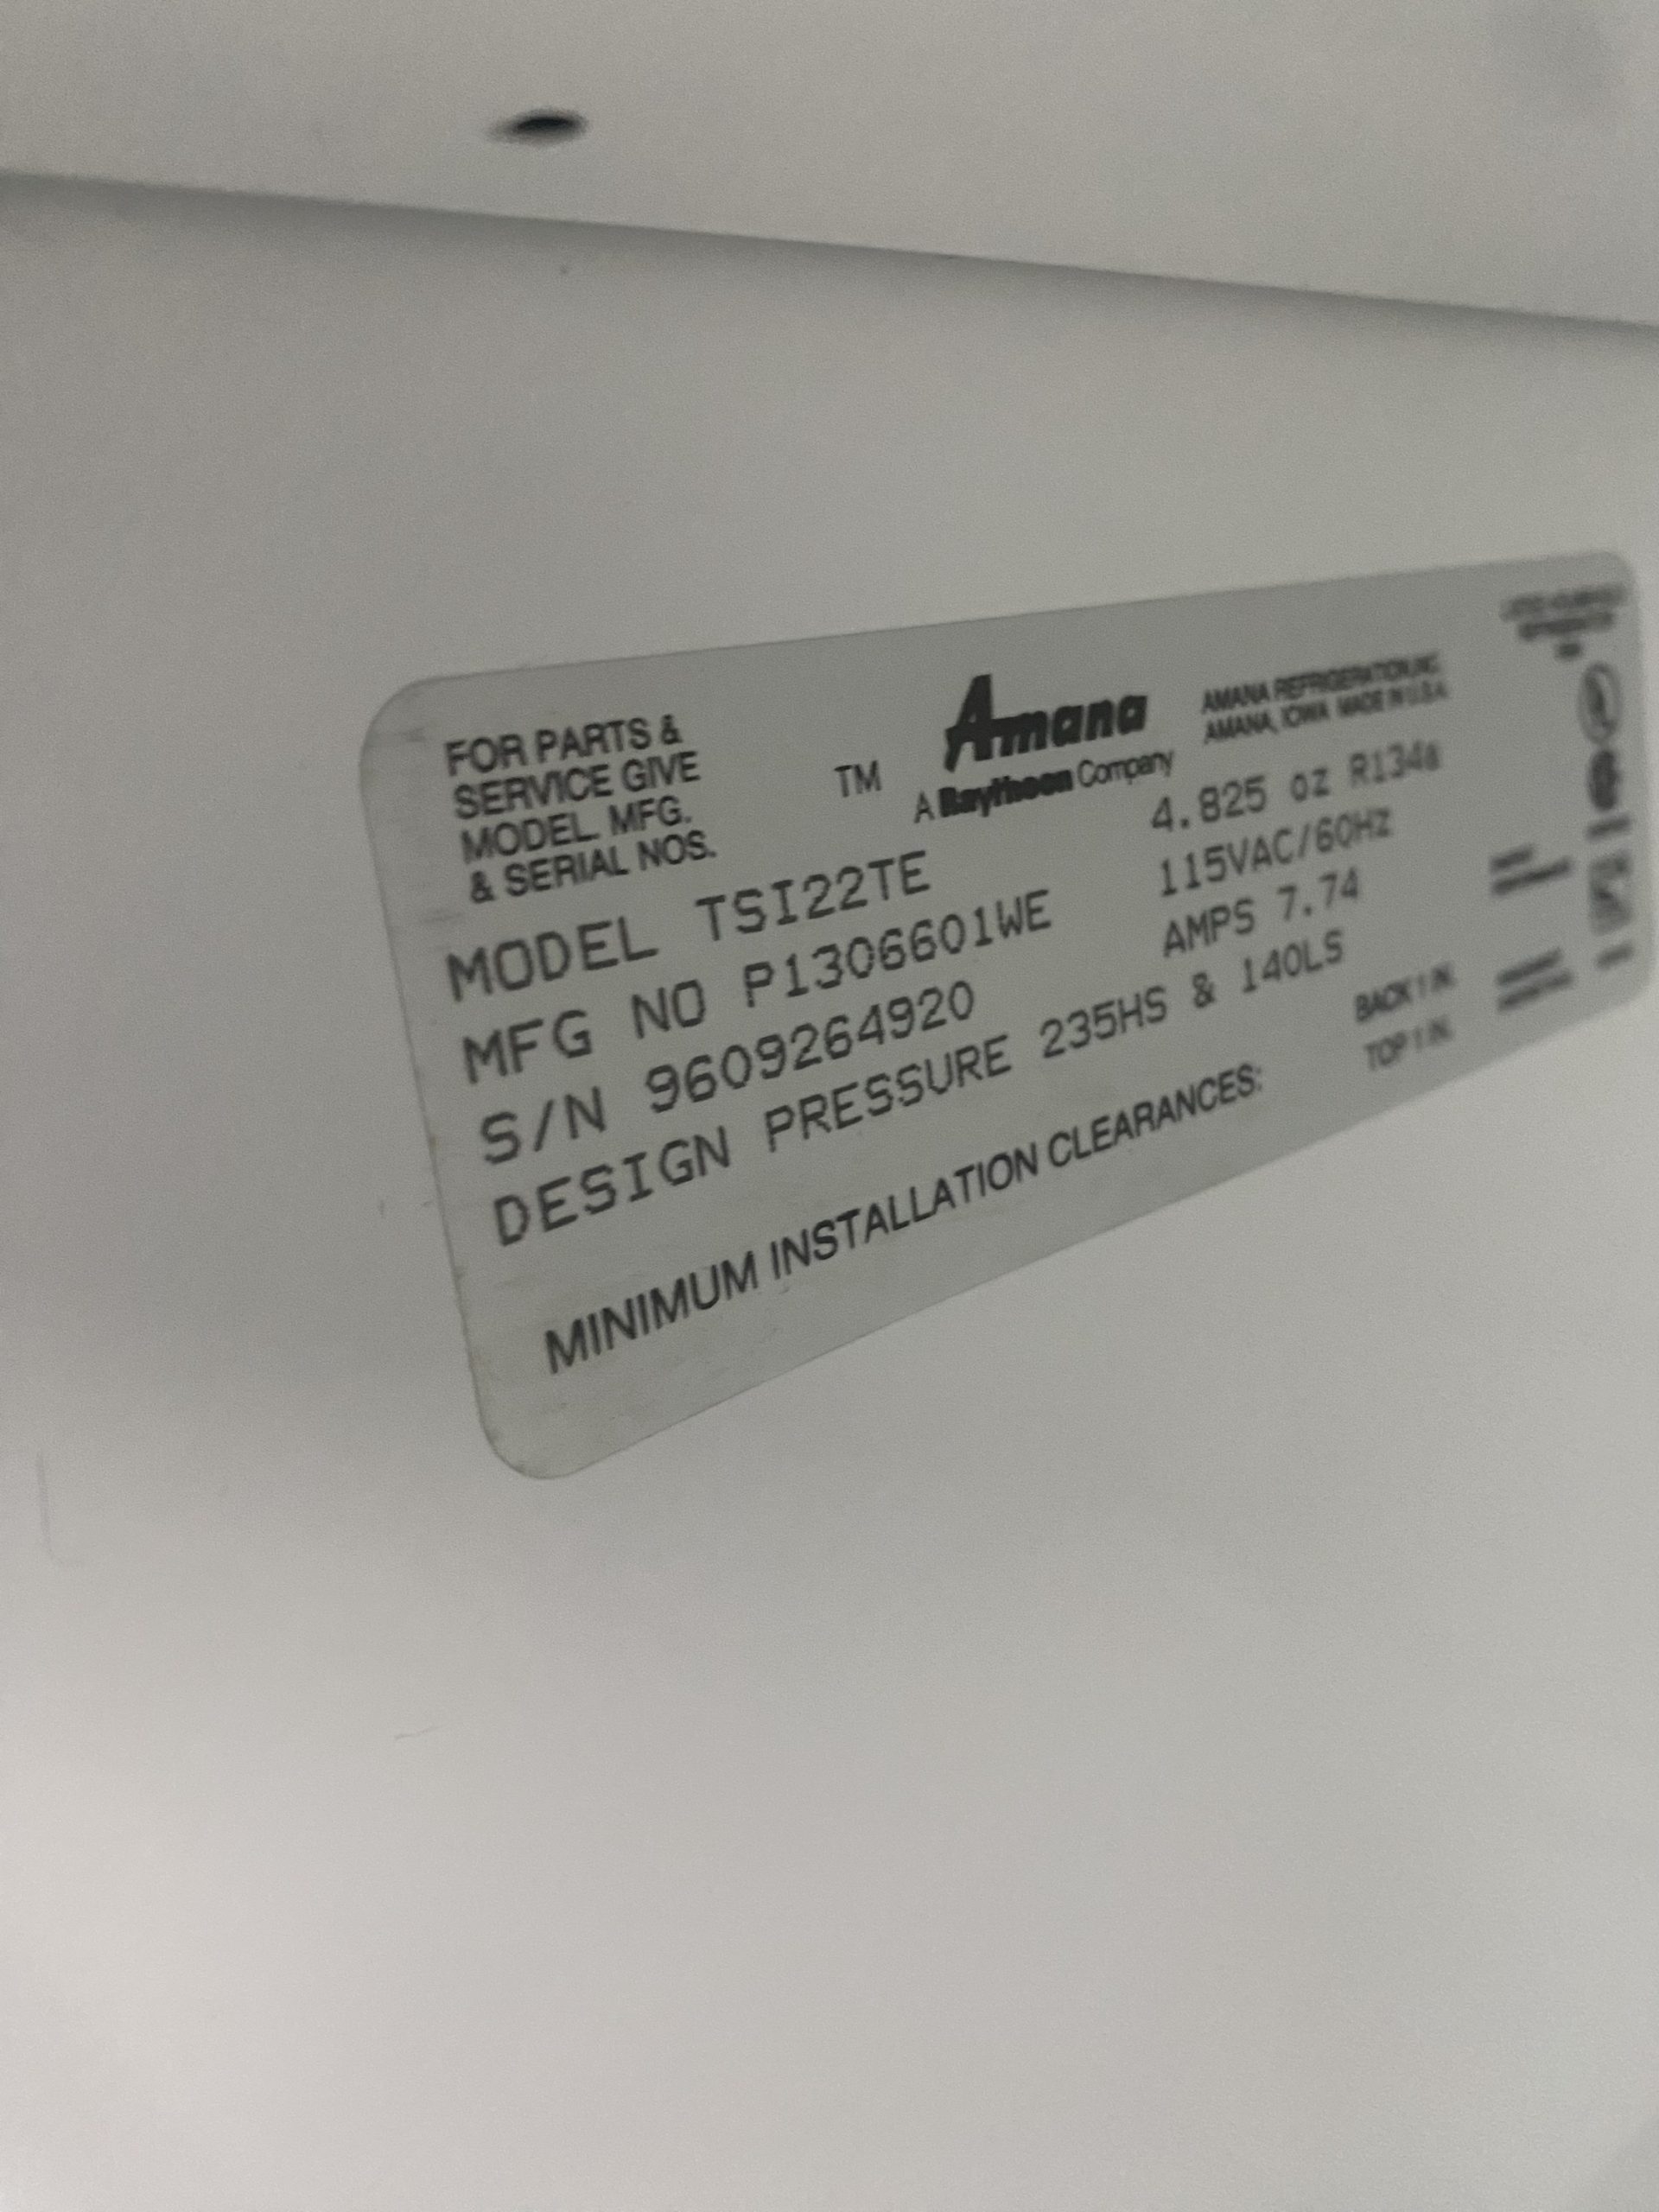 FOR PARTS &
SERVICE GIVE
MODEL. MFG.
& SERIAL NOS.
TM
Amana
A Raytheon Company
AMANA REFRIGERATION, INC.
AMANA, IOWA MADE IN U.S.A.
MODEL TSI22TE
4.825 oz R134a
MFG NO P1306601WE
115VAC/60Hz
S/N 9609264920
AMPS 7.74
DESIGN PRESSURE 235HS & 140LS
MINIMUM INSTALLATION CLEARANCES:
BACK 1 IN.
TOP 1 IN.